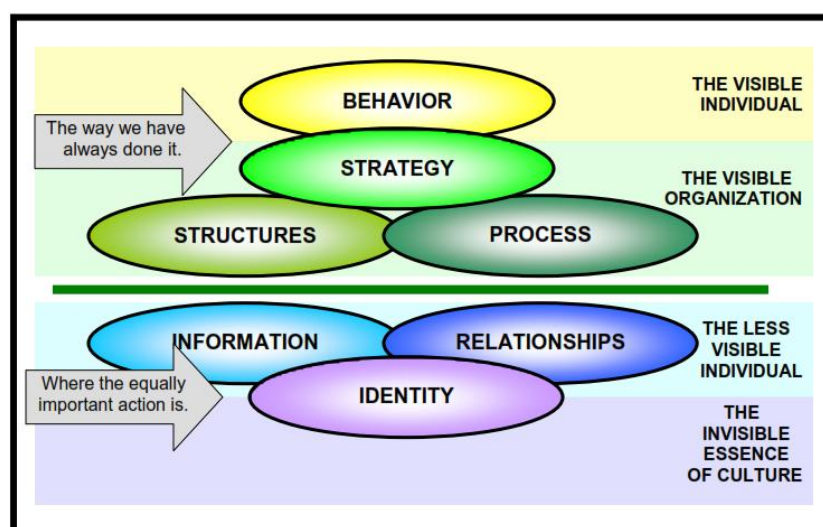 BEHAVIOR
THE VISIBLE
INDIVIDUAL
The way we have
always done it.
STRATEGY
THE VISIBLE
ORGANIZATION
STRUCTURES
PROCESS
INFORMATION
RELATIONSHIPS
THE LESS
VISIBLE
INDIVIDUAL
Where the equally
important action is.
IDENTITY
THE
INVISIBLE
ESSENCE
OF CULTURE